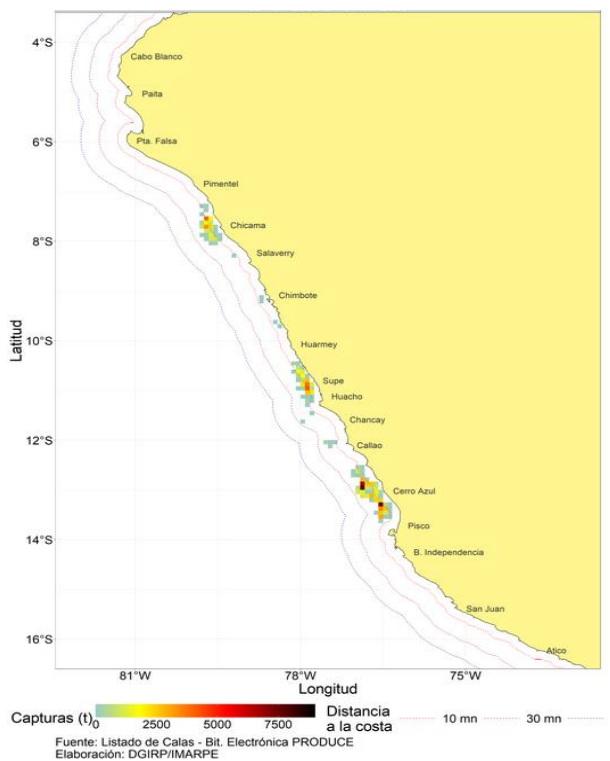 4°S
Cabo Blanco
Paita
6°S
Pta. Falsa
Pimentel
Chicama
8°S
Salaverry
Chimbote
10°S
Huarmey
Supe
Huacho
Chancay
12°S
Callao
Cerro Azul
Pisco
14°S
B. Independencia
San Juan
16°S
Atico
Latitud
81°W 78°W 75°W
Longitud
Capturas (t) 0 2500 5000 7500
Distancia
a la costa
10 mn 30 mn
Fuente: Listado de Calas - Bit. Electrónica PRODUCE
Elaboración: DGIRP/IMARPE